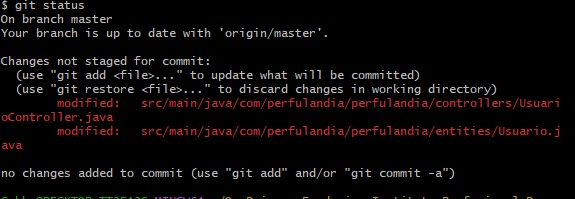 $ git status
On branch master
Your branch is up to date with 'origin/master'.
Changes not staged for commit:
(use "git add <file>..." to update what will be committed)
(use "git restore <file>..." to discard changes in working directory)
modified: src/main/java/com/perfulandia/perfulandia/controllers/Usuari
oController.java
modified: src/main/java/com/perfulandia/perfulandia/entities/Usuario.j
ava
no changes added to commit (use "git add" and/or "git commit -a")